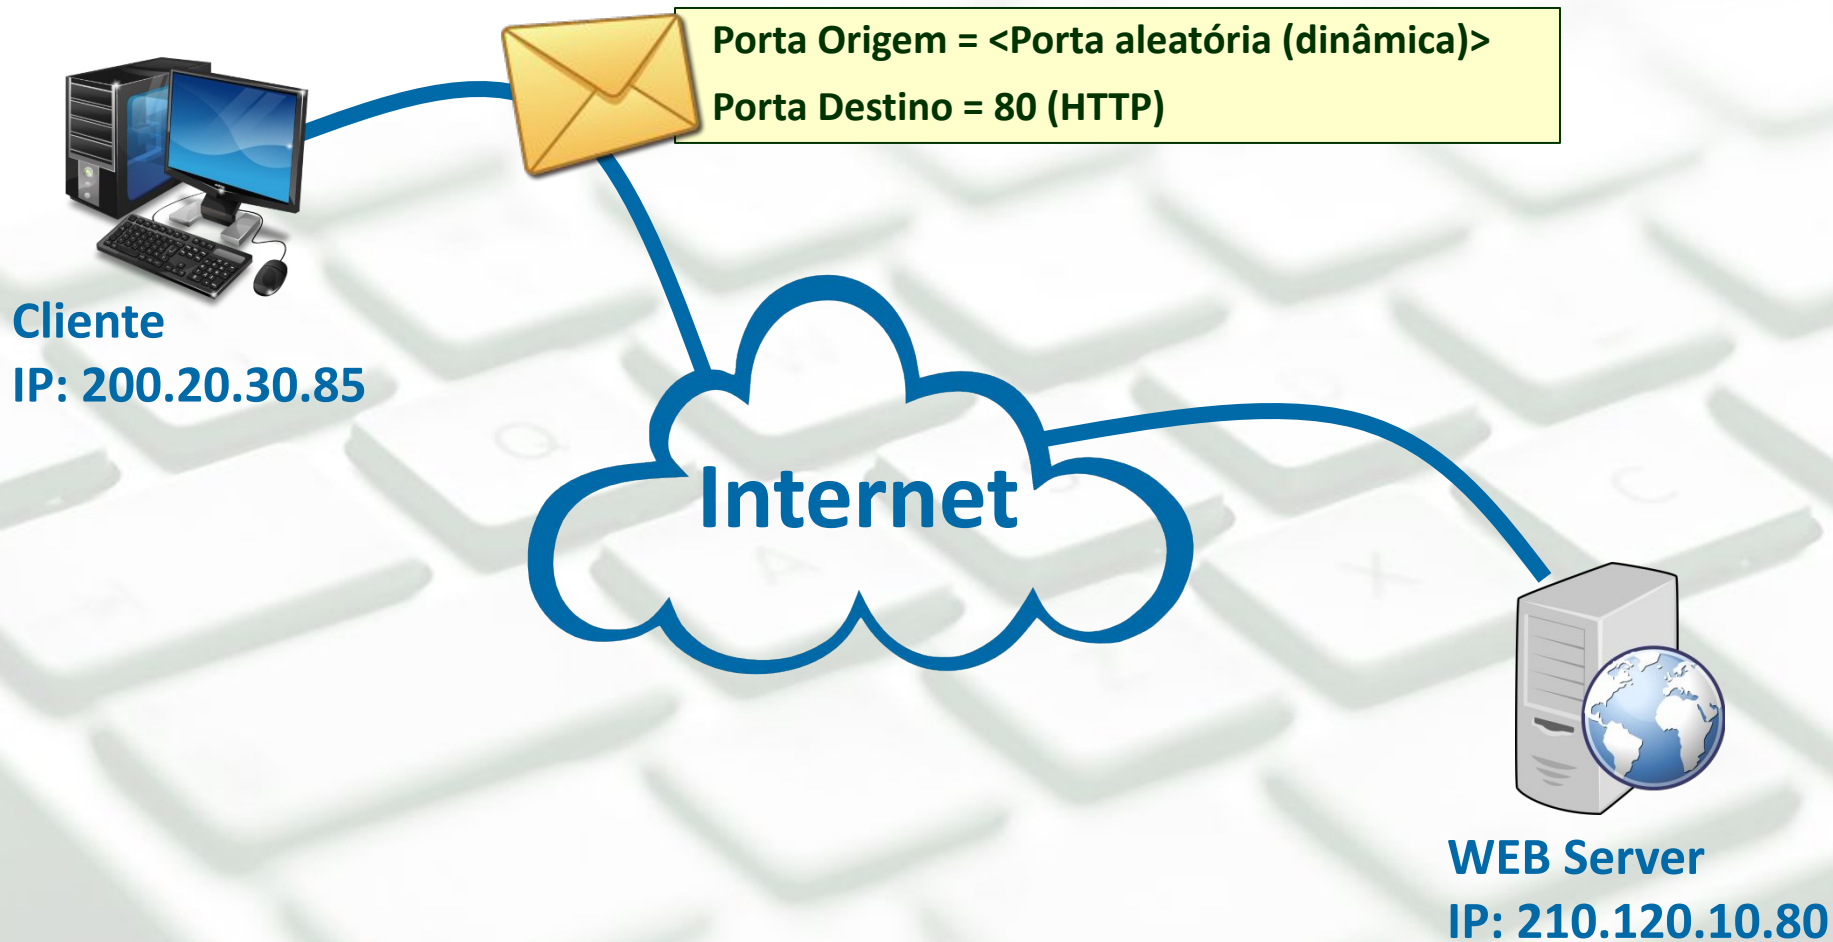 Porta Origem = <Porta aleatória (dinâmica)>
Porta Destino = 80 (HTTP)
Cliente
IP: 200.20.30.85
Internet
WEB Server
IP: 210.120.10.80